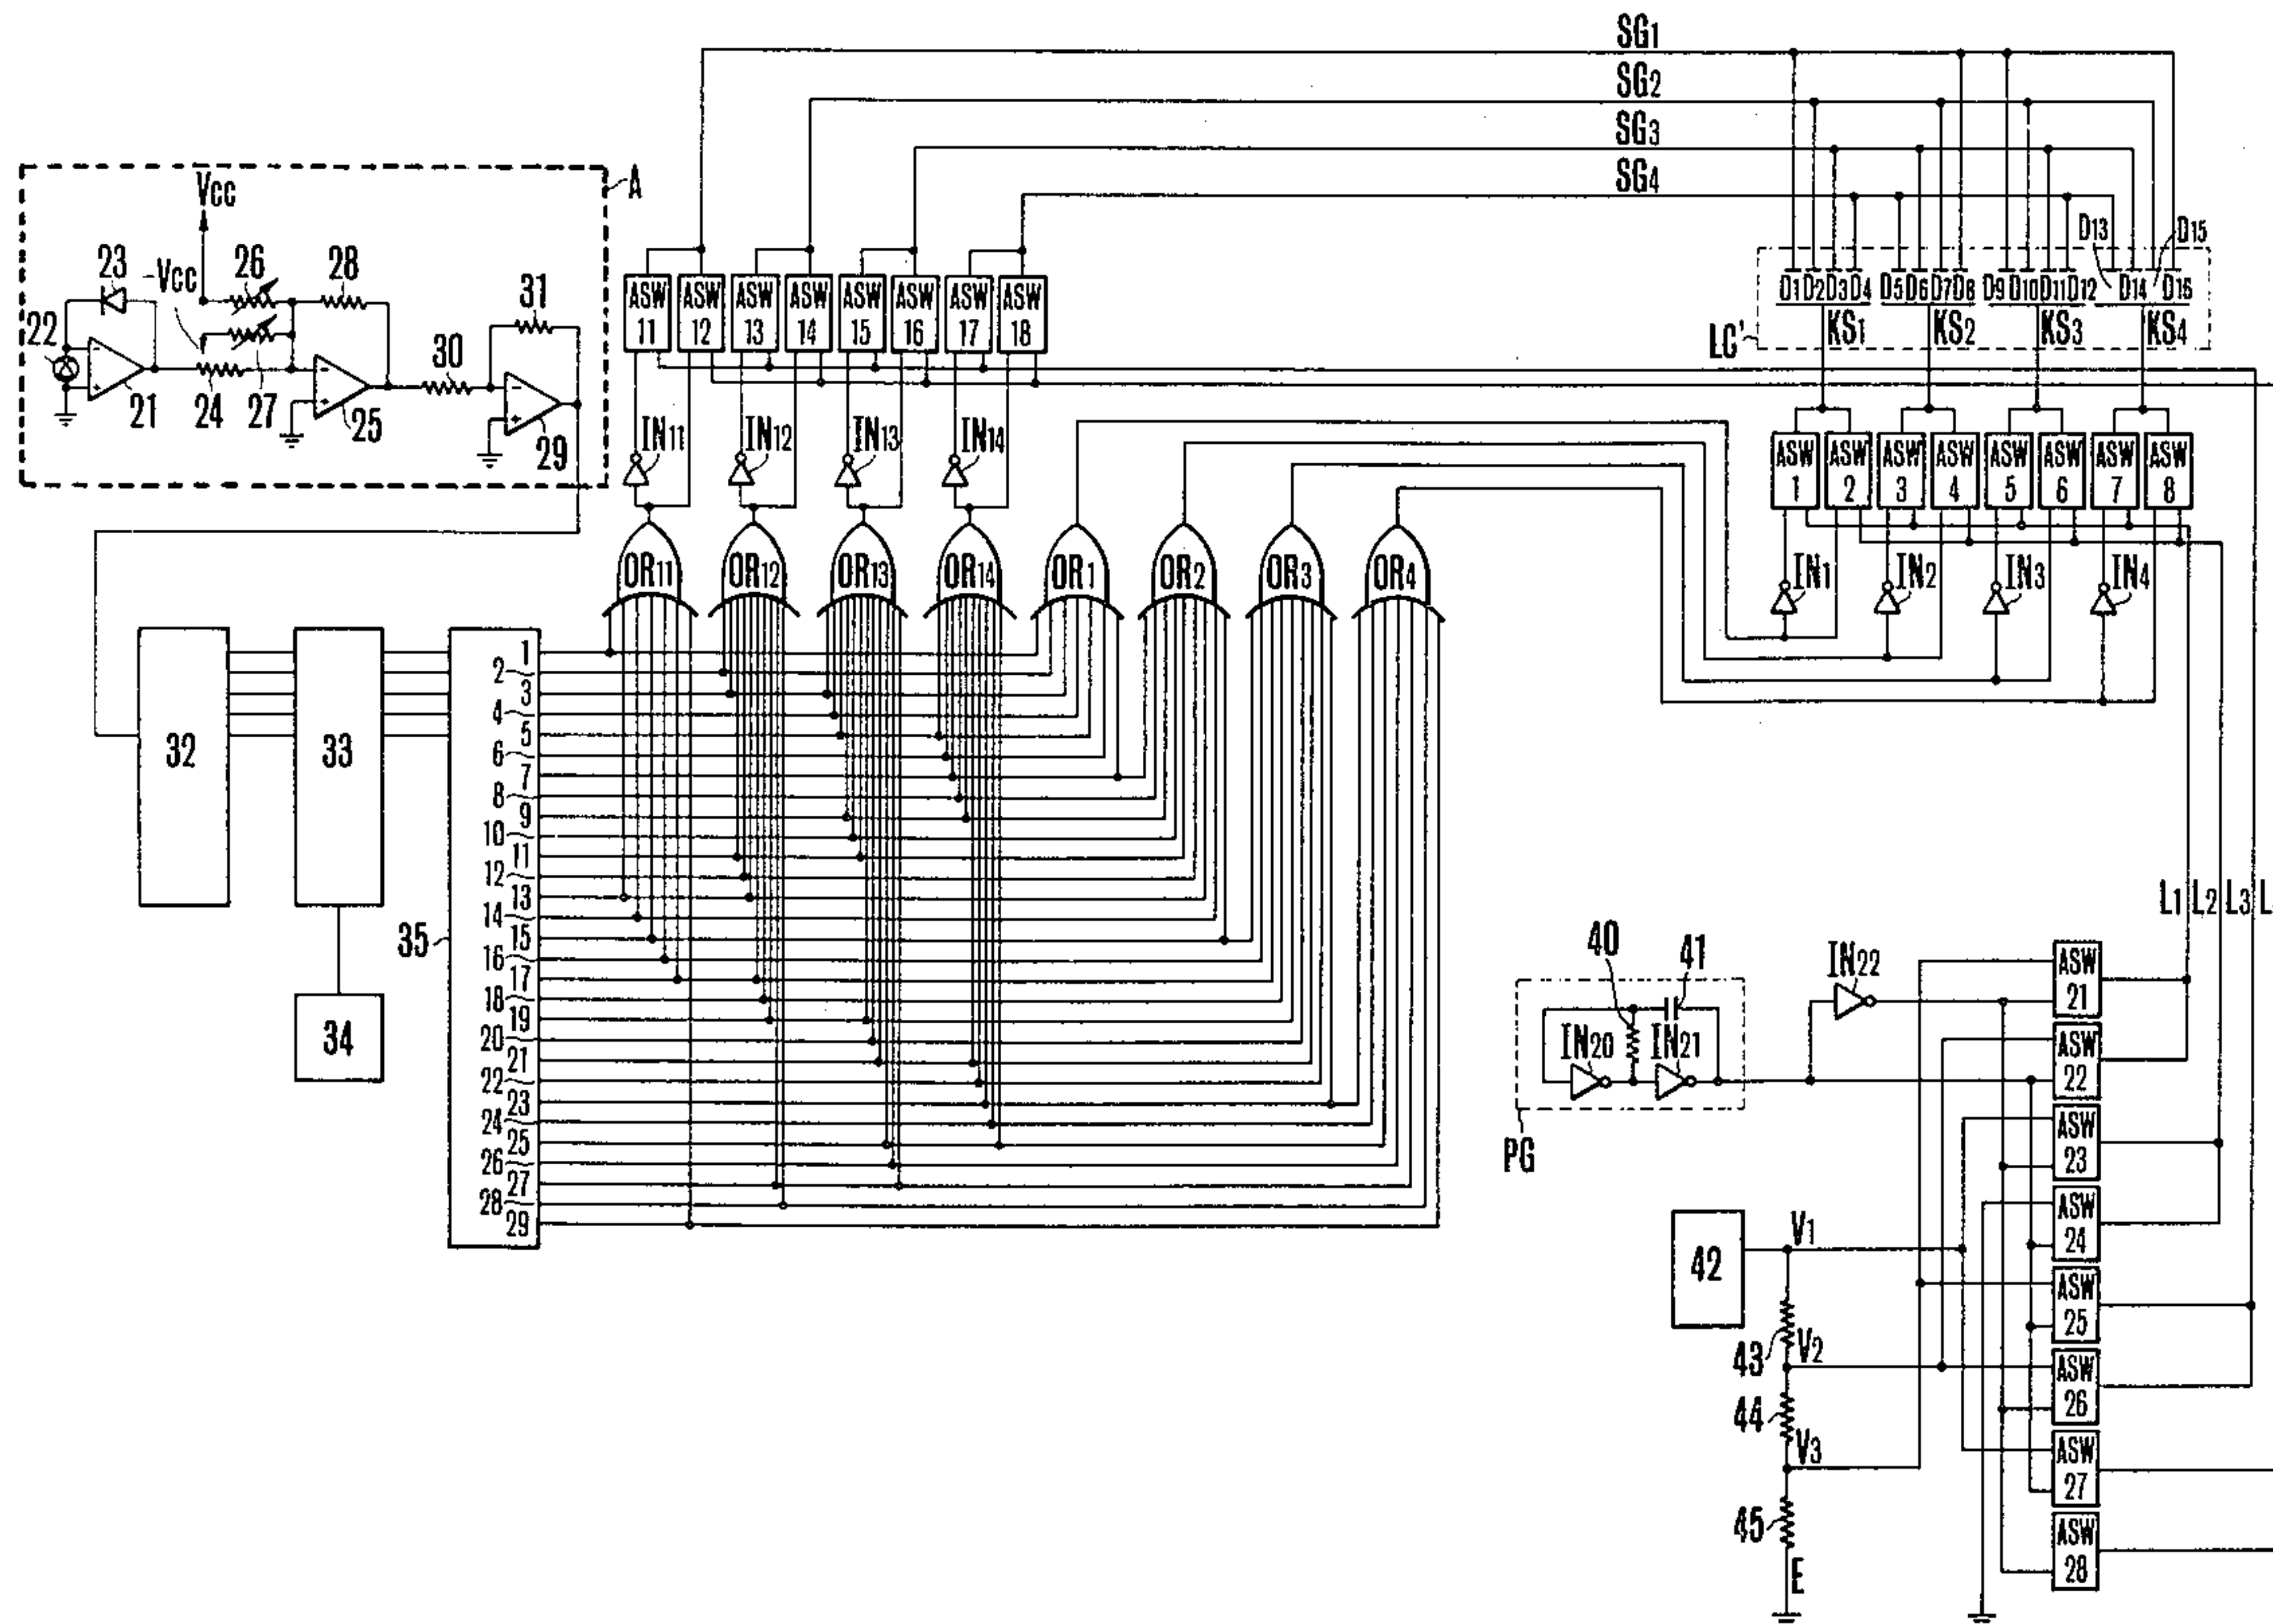 SG1
SG2
SG3
SG4
A
Vcc
-Vcc
23
26
28
31
22
21
24
27
25
30
29
ASW 11
ASW 12
ASW 13
ASW 14
ASW 15
ASW 16
ASW 17
ASW 18
D13
D15
D1 D2 D3 D4
D5 D6 D7 D8
D9 D10 D11 D12
D14 D16
LC'
KS1
KS2
KS3
KS4
IN11
IN12
IN13
IN14
ASW 1
ASW 2
ASW 3
ASW 4
ASW 5
ASW 6
ASW 7
ASW 8
OR11
OR12
OR13
OR14
OR1
OR2
OR3
OR4
IN1
IN2
IN3
IN4
32
33
34
35
1
2
3
4
5
6
7
8
9
10
11
12
13
14
15
16
17
18
19
20
21
22
23
24
25
26
27
28
29
L1 L2 L3 L
40
41
IN20
IN21
IN22
PG
ASW 21
ASW 22
ASW 23
ASW 24
ASW 25
ASW 26
ASW 27
ASW 28
42
V1
43
V2
44
V3
45
E